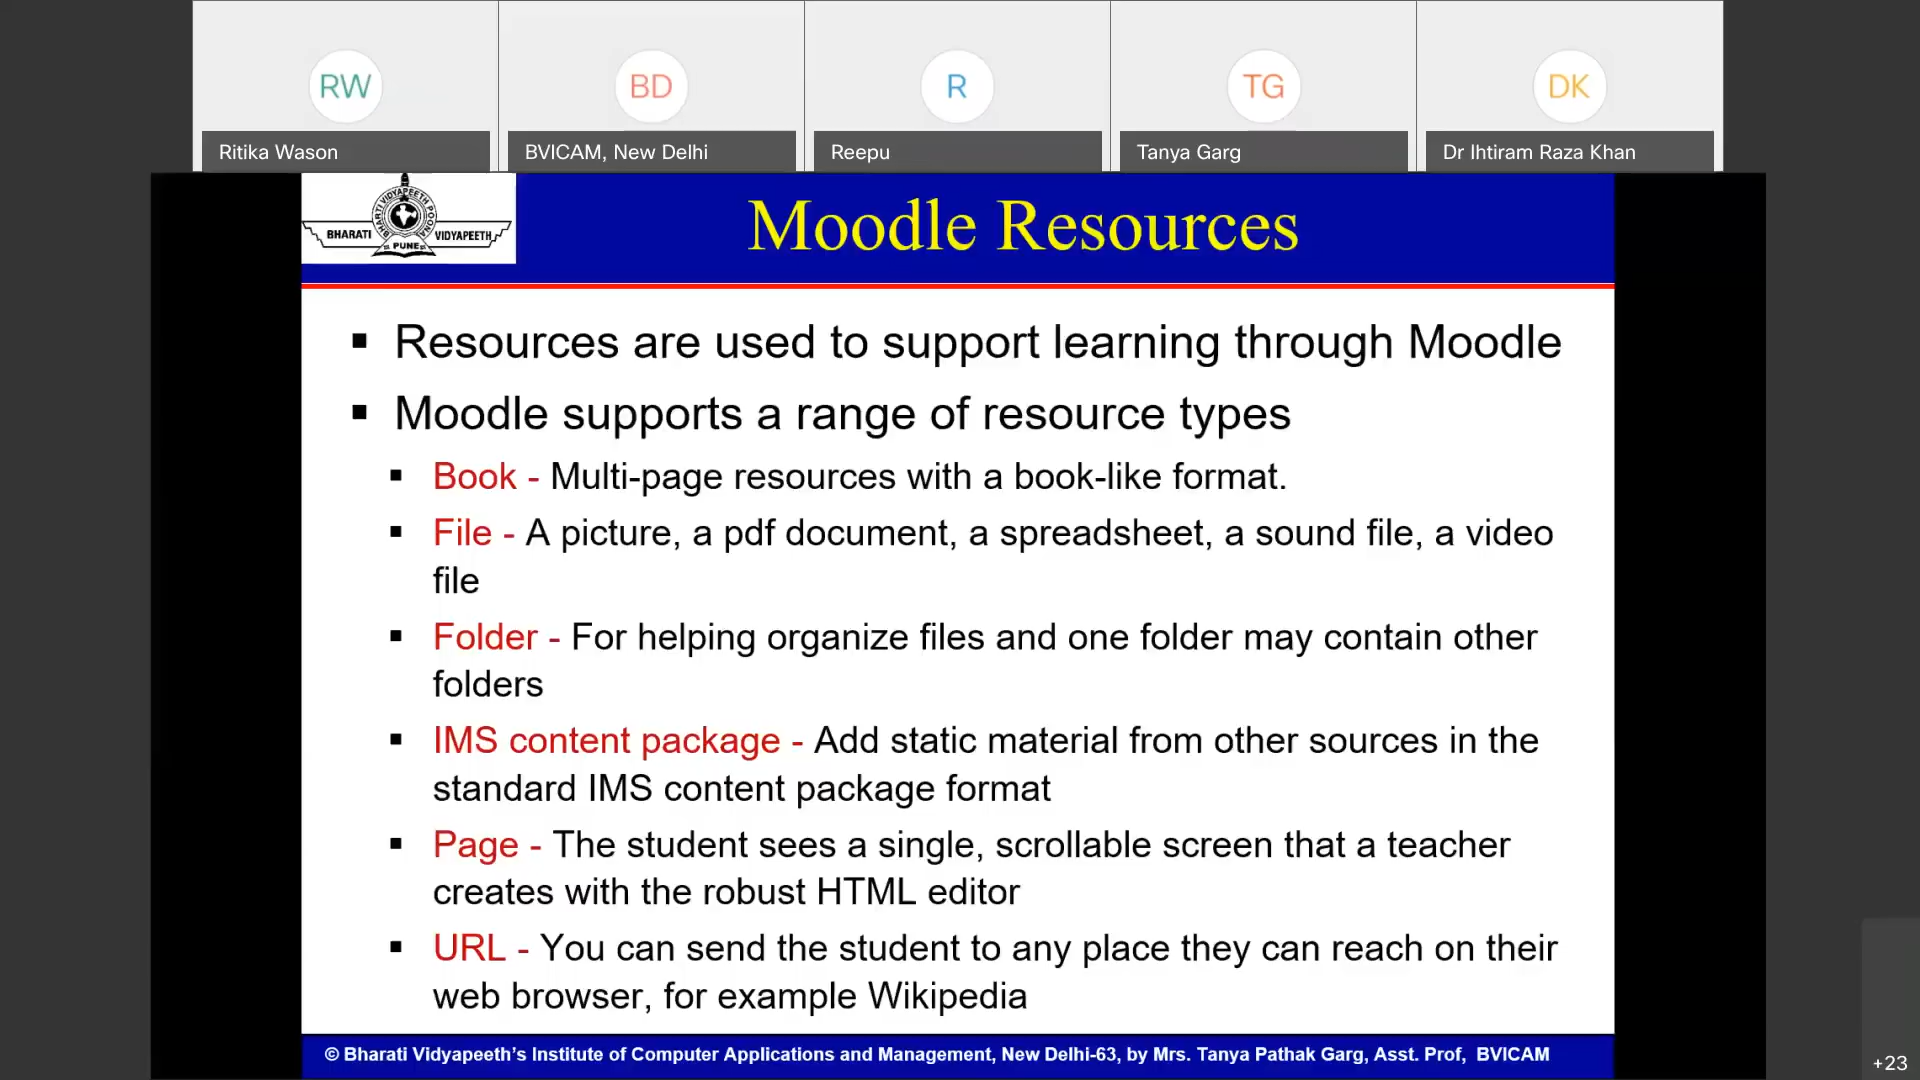 RW
BD
R
TG
DK
Ritika Wason
BVICAM, New Delhi
Reepu
Tanya Garg
Dr Ihtiram Raza Khan
BHARATI VIDYAPEETH POONA
BHARATI
VIDYAPEETH
PUNE
Moodle Resources
▪ Resources are used to support learning through Moodle
▪ Moodle supports a range of resource types
▪ Book - Multi-page resources with a book-like format.
▪ File - A picture, a pdf document, a spreadsheet, a sound file, a video
file
▪ Folder - For helping organize files and one folder may contain other
folders
▪ IMS content package - Add static material from other sources in the
standard IMS content package format
▪ Page - The student sees a single, scrollable screen that a teacher
creates with the robust HTML editor
▪ URL - You can send the student to any place they can reach on their
web browser, for example Wikipedia
© Bharati Vidyapeeth's Institute of Computer Applications and Management, New Delhi-63, by Mrs. Tanya Pathak Garg, Asst. Prof, BVICAM
+23